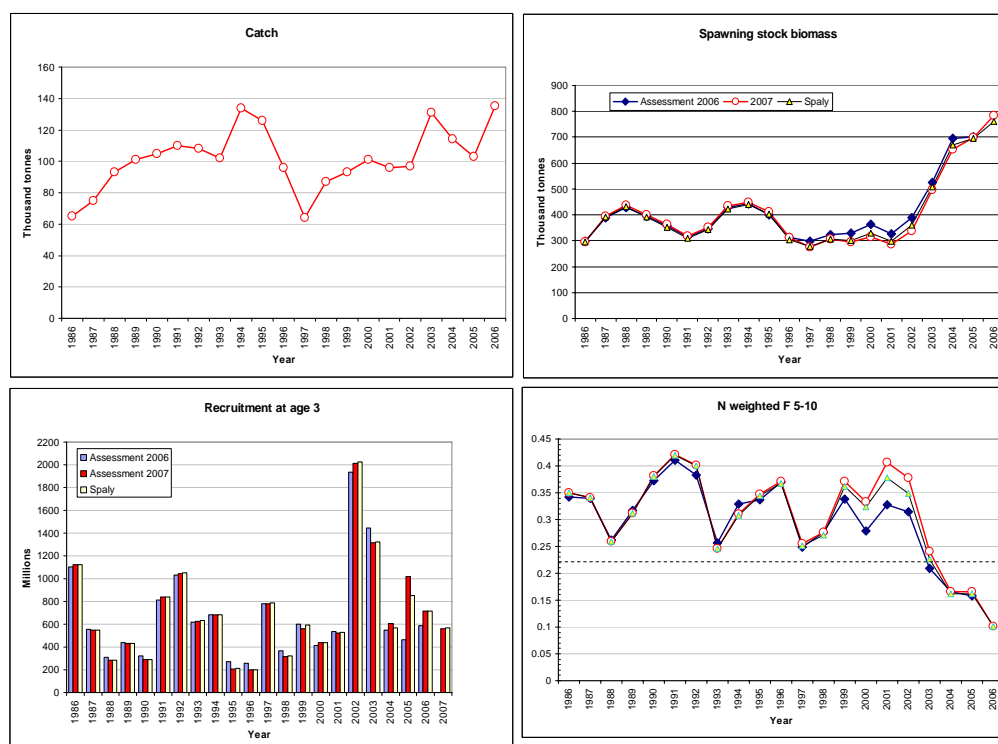 Catch
160
140
120
100
80
60
40
20
0
Thousand tonnes
1986 1987 1988 1989 1990 1991 1992 1993 1994 1995 1996 1997 1998 1999 2000 2001 2002 2003 2004 2005 2006
Year
Spawning stock biomass
Assessment 2006 2007 Spaly
900
800
700
600
500
400
300
200
100
0
Thousand tonnes
1986 1987 1988 1989 1990 1991 1992 1993 1994 1995 1996 1997 1998 1999 2000 2001 2002 2003 2004 2005 2006
Year
Recruitment at age 3
Assessment 2006
Assessment 2007
Spaly
2200
2000
1800
1600
1400
1200
1000
800
600
400
200
0
Millions
1986 1987 1988 1989 1990 1991 1992 1993 1994 1995 1996 1997 1998 1999 2000 2001 2002 2003 2004 2005 2006 2007
Year
N weighted F 5-10
0.45
0.4
0.35
0.3
0.25
0.2
0.15
0.1
0.05
0
1986 1987 1988 1989 1990 1991 1992 1993 1994 1995 1996 1997 1998 1999 2000 2001 2002 2003 2004 2005 2006
Year